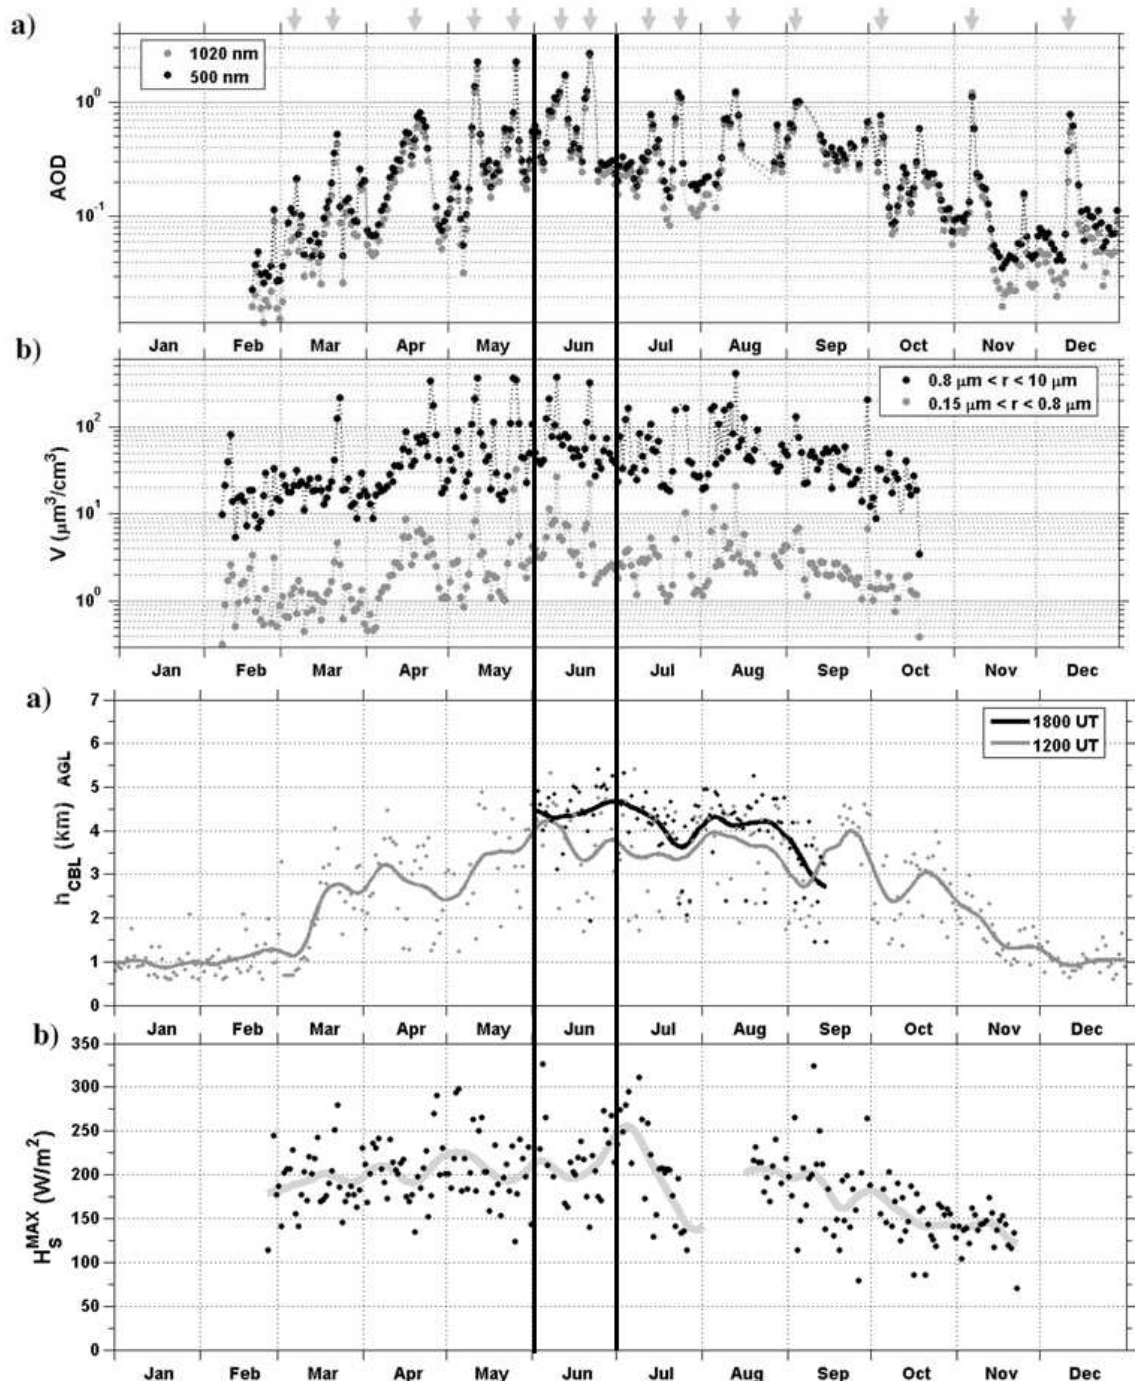 a)
1020 nm
500 nm
AOD
10⁰
10⁻¹
Jan Feb Mar Apr May Jun Jul Aug Sep Oct Nov Dec
b)
0.8 μm < r < 10 μm
0.15 μm < r < 0.8 μm
V (μm³/cm³)
10²
10¹
10⁰
Jan Feb Mar Apr May Jun Jul Aug Sep Oct Nov Dec
a)
1800 UT
1200 UT
h_CBL (km) AGL
7
6
5
4
3
2
1
0
Jan Feb Mar Apr May Jun Jul Aug Sep Oct Nov Dec
b)
H_S^MAX (W/m²)
350
300
250
200
150
100
50
0
Jan Feb Mar Apr May Jun Jul Aug Sep Oct Nov Dec